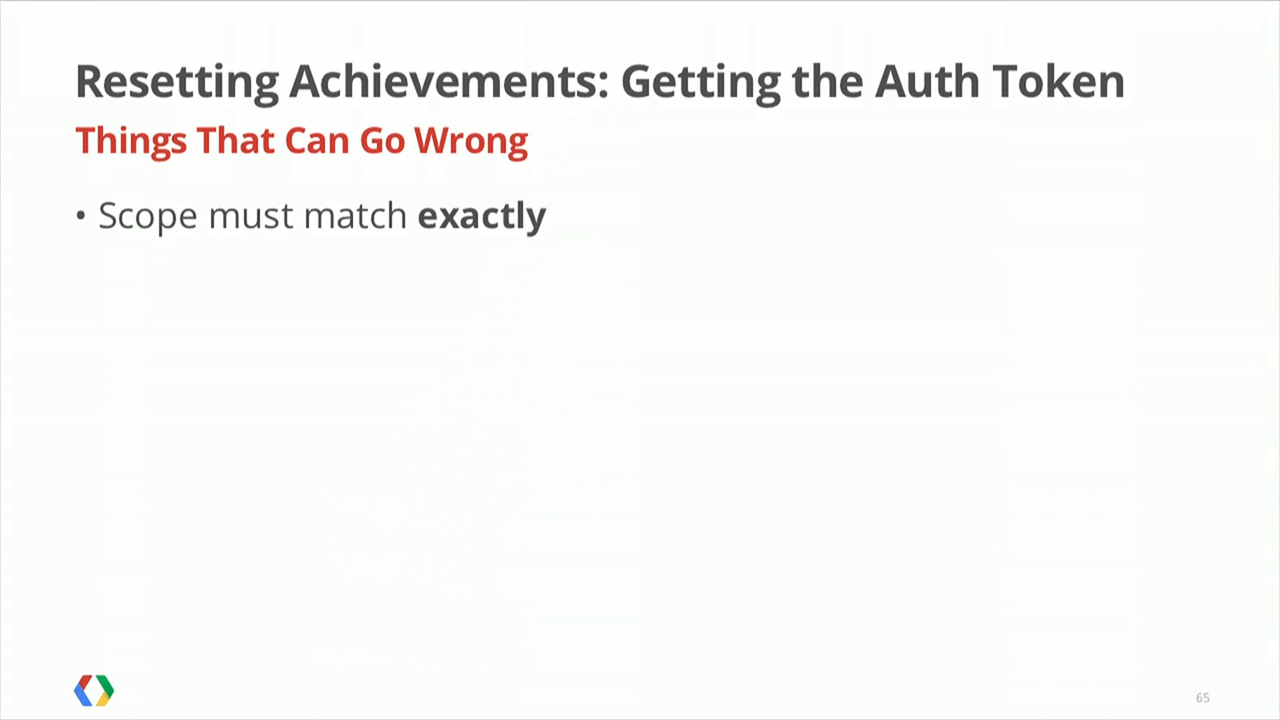 Resetting Achievements: Getting the Auth Token
Things That Can Go Wrong
• Scope must match exactly
65